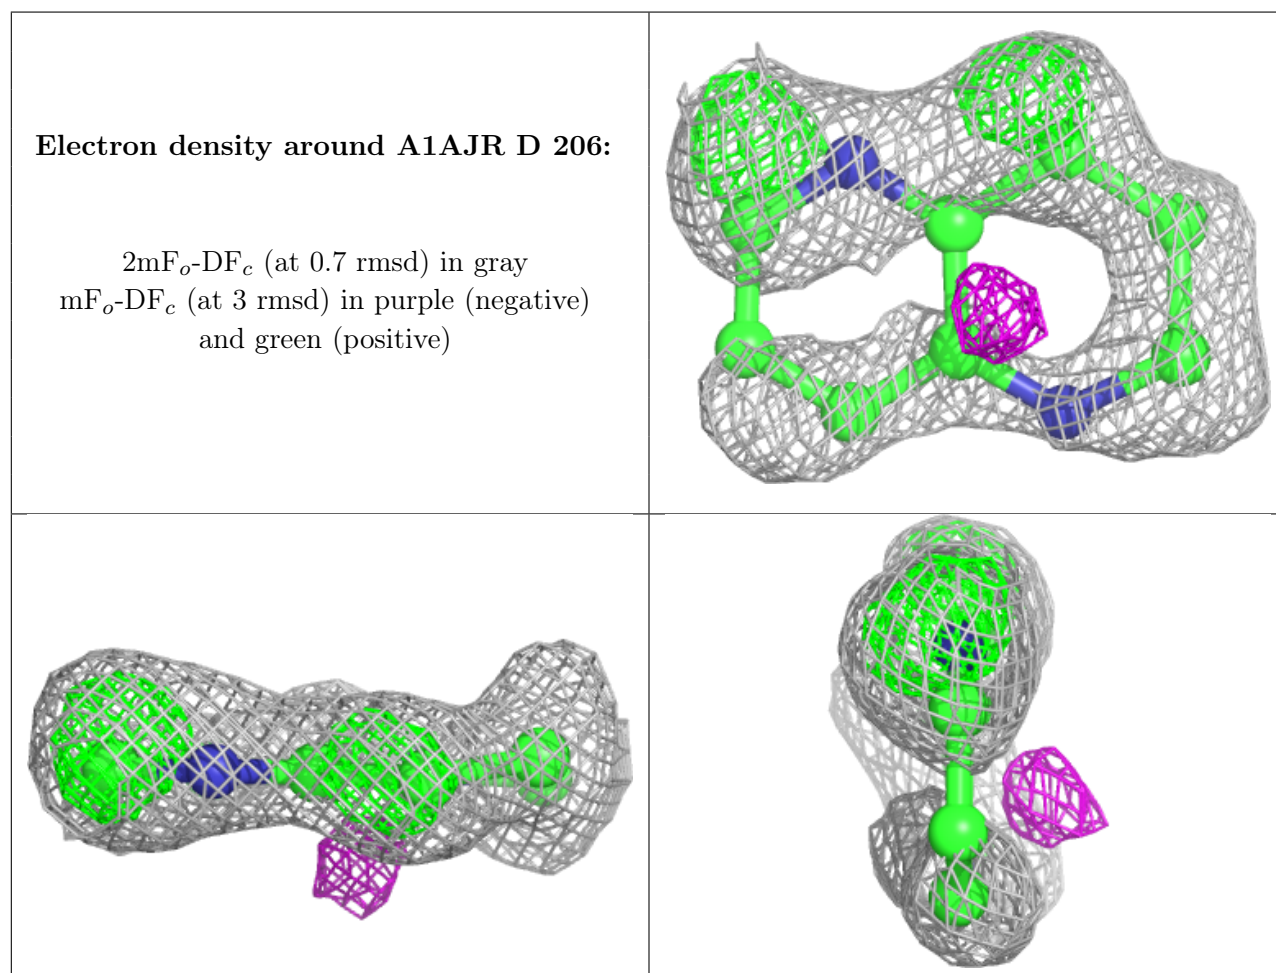 Electron density around A1AJR D 206:
2mFₒ-DF𝒸 (at 0.7 rmsd) in gray
mFₒ-DF𝒸 (at 3 rmsd) in purple (negative)
and green (positive)